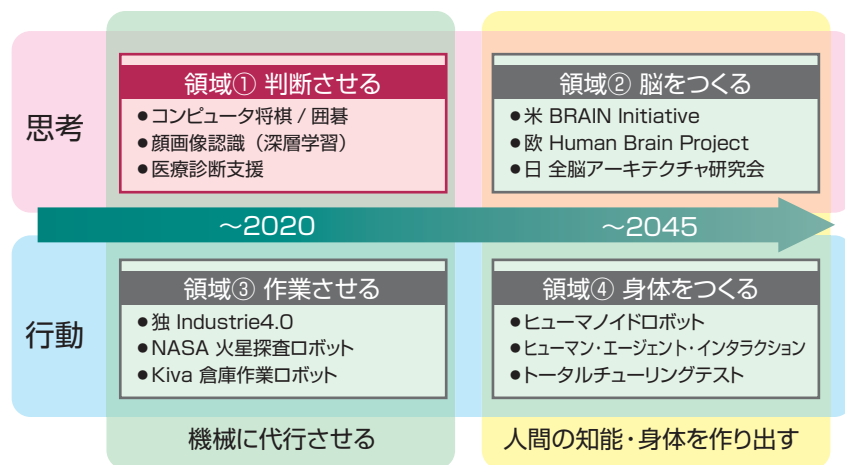 思考
領域① 判断させる
●コンピュータ将棋 / 囲碁
●顔画像認識（深層学習）
●医療診断支援
領域② 脳をつくる
●米 BRAIN Initiative
●欧 Human Brain Project
●日 全脳アーキテクチャ研究会
～2020
～2045
行動
領域③ 作業させる
●独 Industrie4.0
●NASA 火星探査ロボット
●Kiva 倉庫作業ロボット
領域④ 身体をつくる
●ヒューマノイドロボット
●ヒューマン・エージェント・インタラクション
●トータルチューリングテスト
機械に代行させる
人間の知能・身体を作り出す